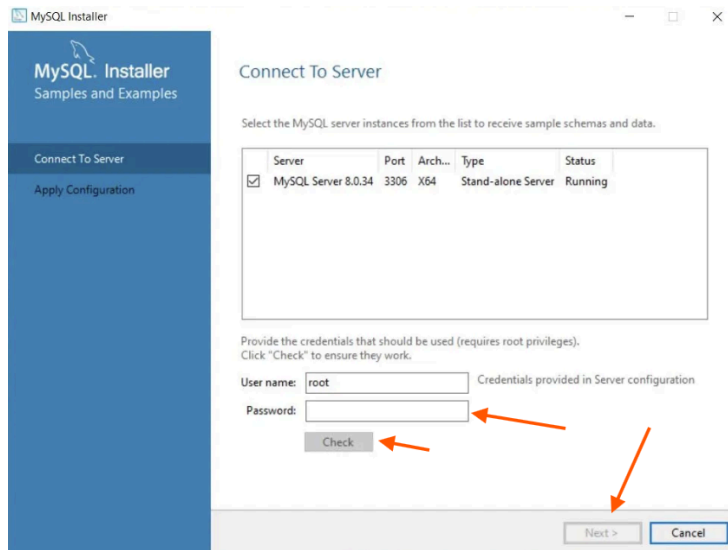 MySQL Installer
MySQL. Installer
Samples and Examples
Connect To Server
Apply Configuration
Connect To Server
Select the MySQL server instances from the list to receive sample schemas and data.
Server Port Arch... Type Status
MySQL Server 8.0.34 3306 X64 Stand-alone Server Running
Provide the credentials that should be used (requires root privileges).
Click "Check" to ensure they work.
User name: root Credentials provided in Server configuration
Password:
Check
Next > Cancel